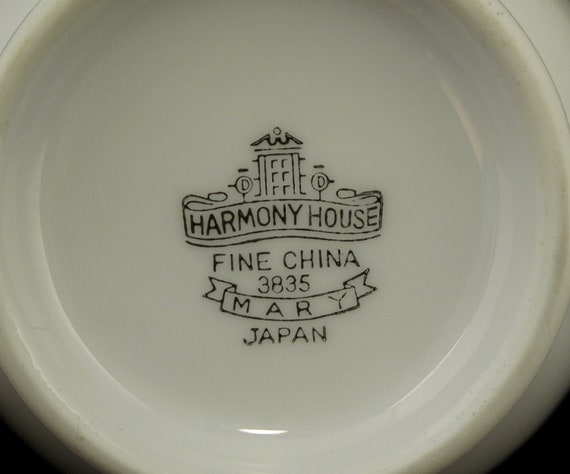 D D
HARMONY HOUSE
FINE CHINA
3835
MARY
JAPAN